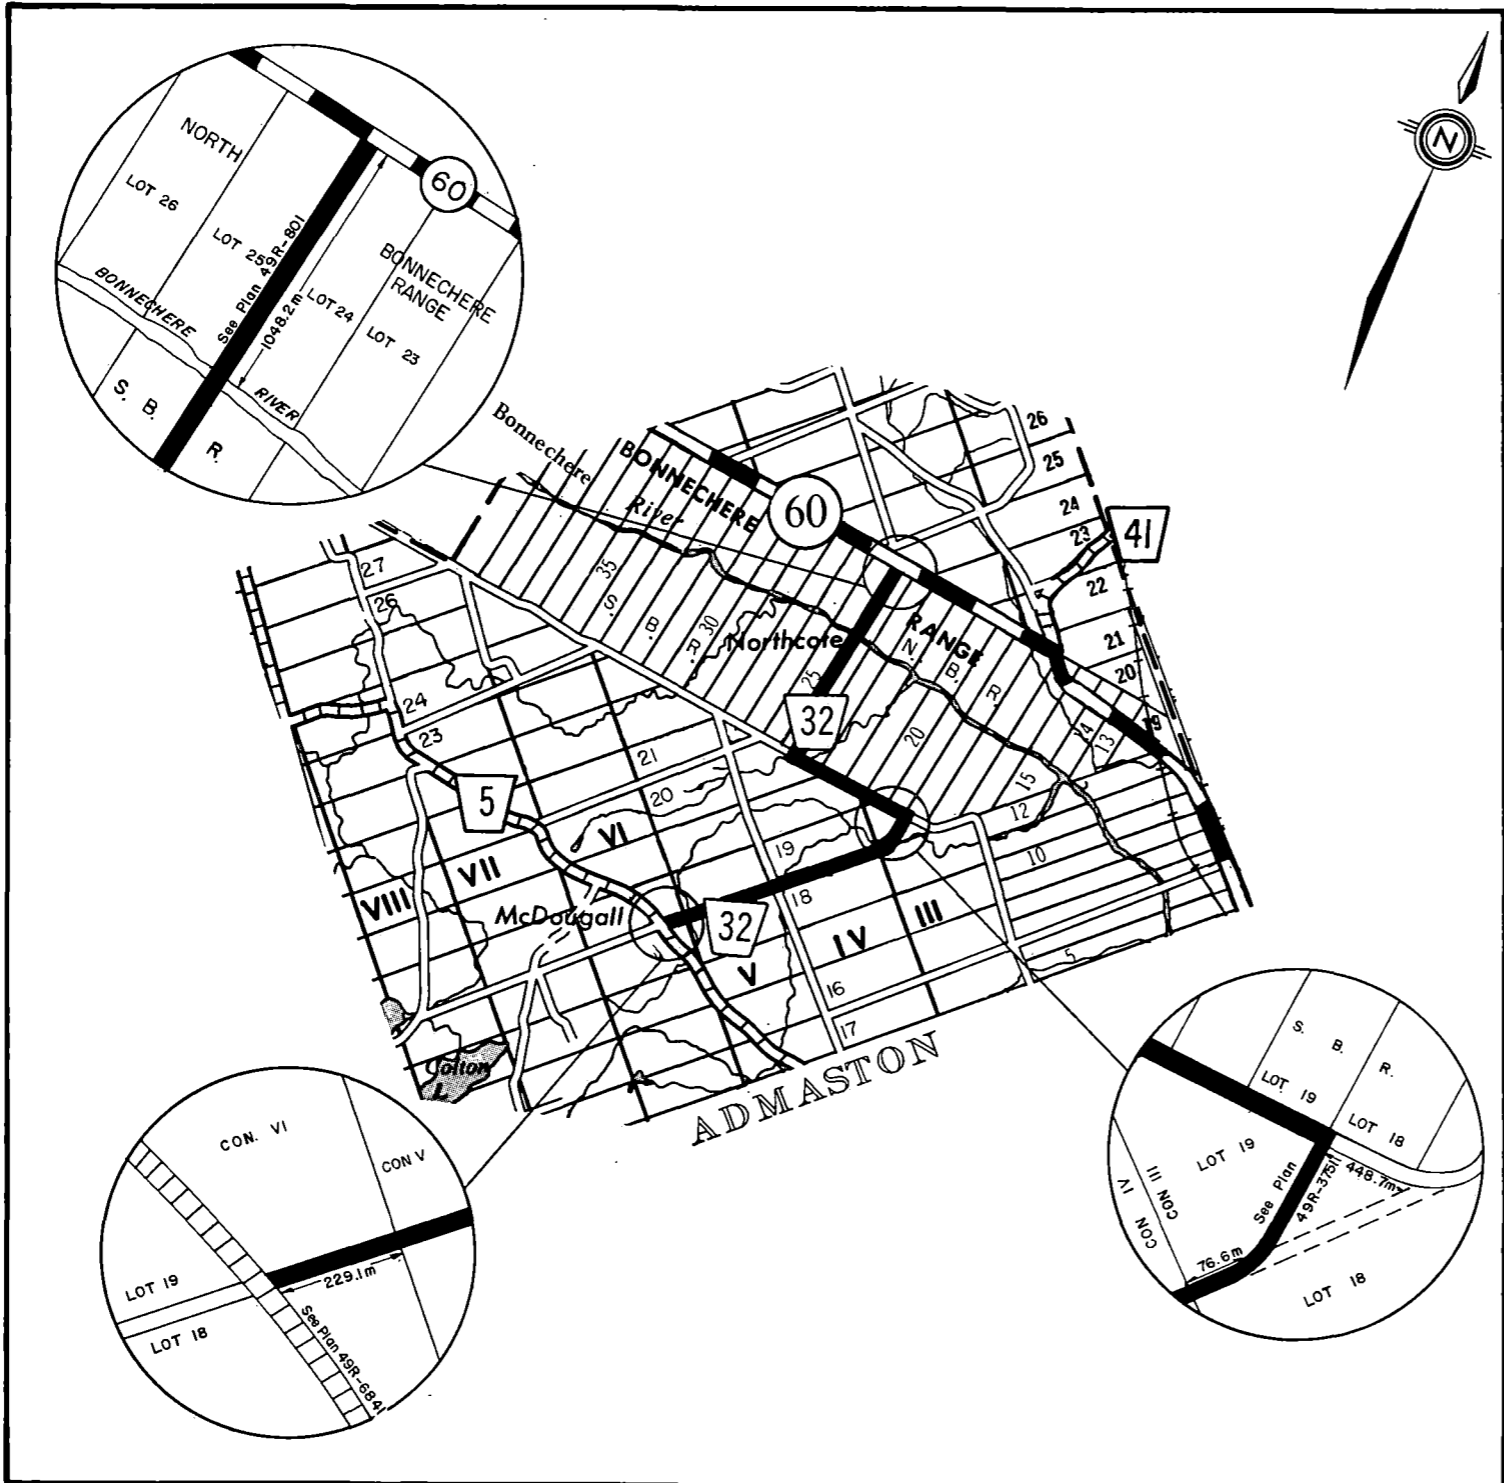 NORTH
LOT 26
LOT 25
See Plan 49R-801
1048.2m
60
BONNECHERE
RANGE
LOT 24
LOT 23
BONNECHERE
RIVER
S. B. R.
N
Bonnechere
River
BONNECHERE
60
RANGE
26
25
24
23
22
21
20
19
41
27
26
24
23
35
S. B. R.
30
Northcote
25
N. B. R.
32
20
14
13
15
12
10
5
21
20
19
18
16
17
5
VIII
VII
VI
V
IV
III
McDougall
32
Colton
L.
ADMASTON
CON. VI
CON V
LOT 19
LOT 18
229.1m
See Plan 49R-6841
S. B. R.
LOT 19
LOT 18
LOT 19
See Plan
49R-3751
448.7m
CON III
CON IV
76.6m
LOT 18